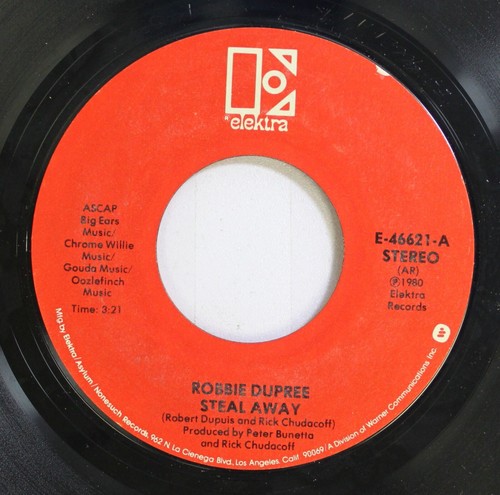 elektra
ASCAP
Big Ears
Music/
Chrome Willie
Music/
Gouda Music/
Oozlefinch
Music
Time: 3:21
E-46621-A
STEREO
(AR)
Ⓟ1980
Elektra
Records
ROBBIE DUPREE
STEAL AWAY
(Robert Dupuis and Rick Chudacoff)
Produced by Peter Bunetta
and Rick Chudacoff
Mfg by Elektra/Asylum/Nonesuch Records, 962 N. La Cienega Blvd., Los Angeles, Calif. 90069/A Division of Warner Communications Inc.